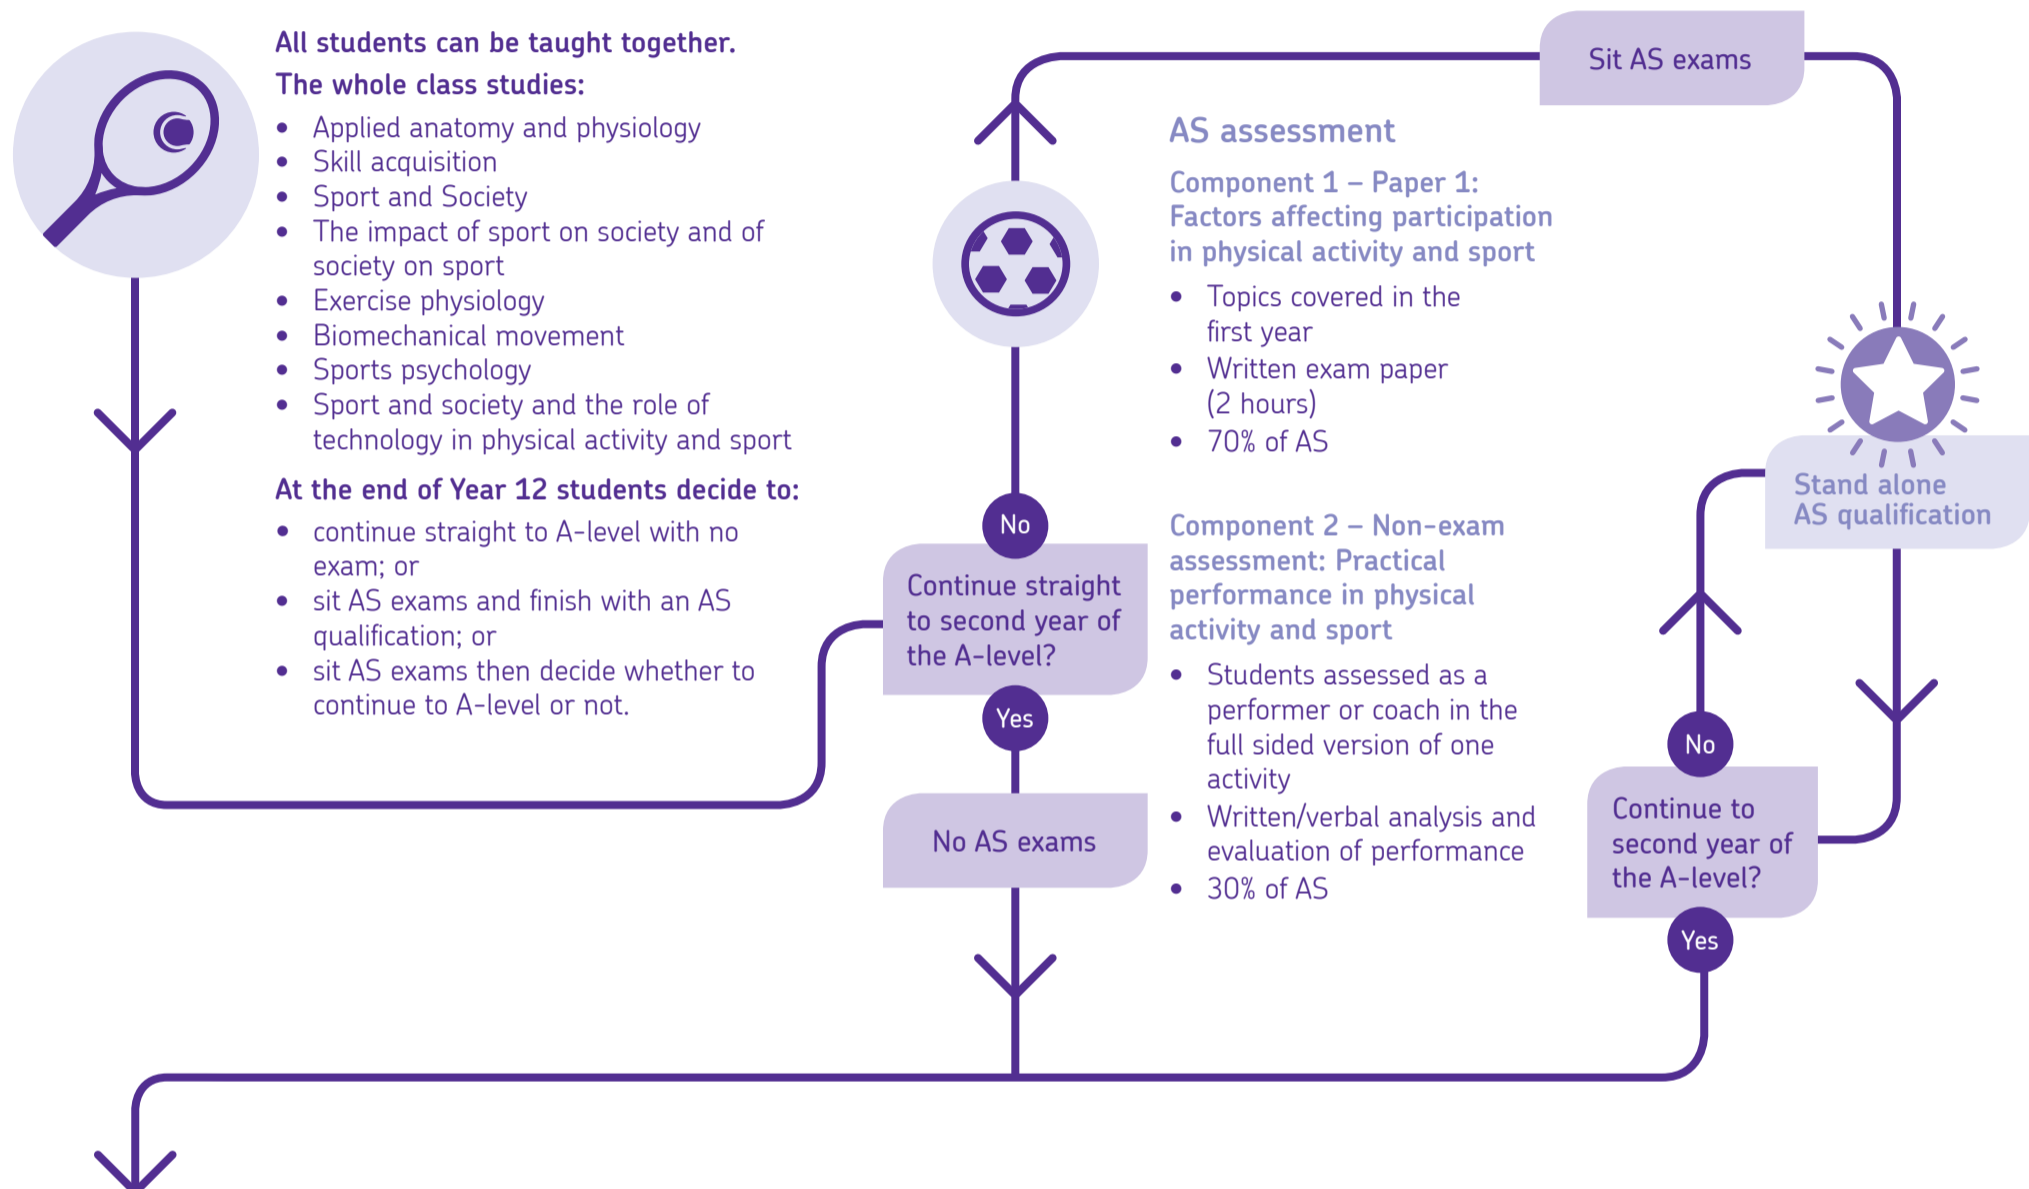 All students can be taught together.
The whole class studies:
• Applied anatomy and physiology
• Skill acquisition
• Sport and Society
• The impact of sport on society and of
society on sport
• Exercise physiology
• Biomechanical movement
• Sports psychology
• Sport and society and the role of
technology in physical activity and sport
At the end of Year 12 students decide to:
• continue straight to A-level with no
exam; or
• sit AS exams and finish with an AS
qualification; or
• sit AS exams then decide whether to
continue to A-level or not.
No
Continue straight
to second year of
the A-level?
Yes
No AS exams
Sit AS exams
AS assessment
Component 1 – Paper 1:
Factors affecting participation
in physical activity and sport
• Topics covered in the
first year
• Written exam paper
(2 hours)
• 70% of AS
Component 2 – Non-exam
assessment: Practical
performance in physical
activity and sport
• Students assessed as a
performer or coach in the
full sided version of one
activity
• Written/verbal analysis and
evaluation of performance
• 30% of AS
Stand alone
AS qualification
No
Continue to
second year of
the A-level?
Yes